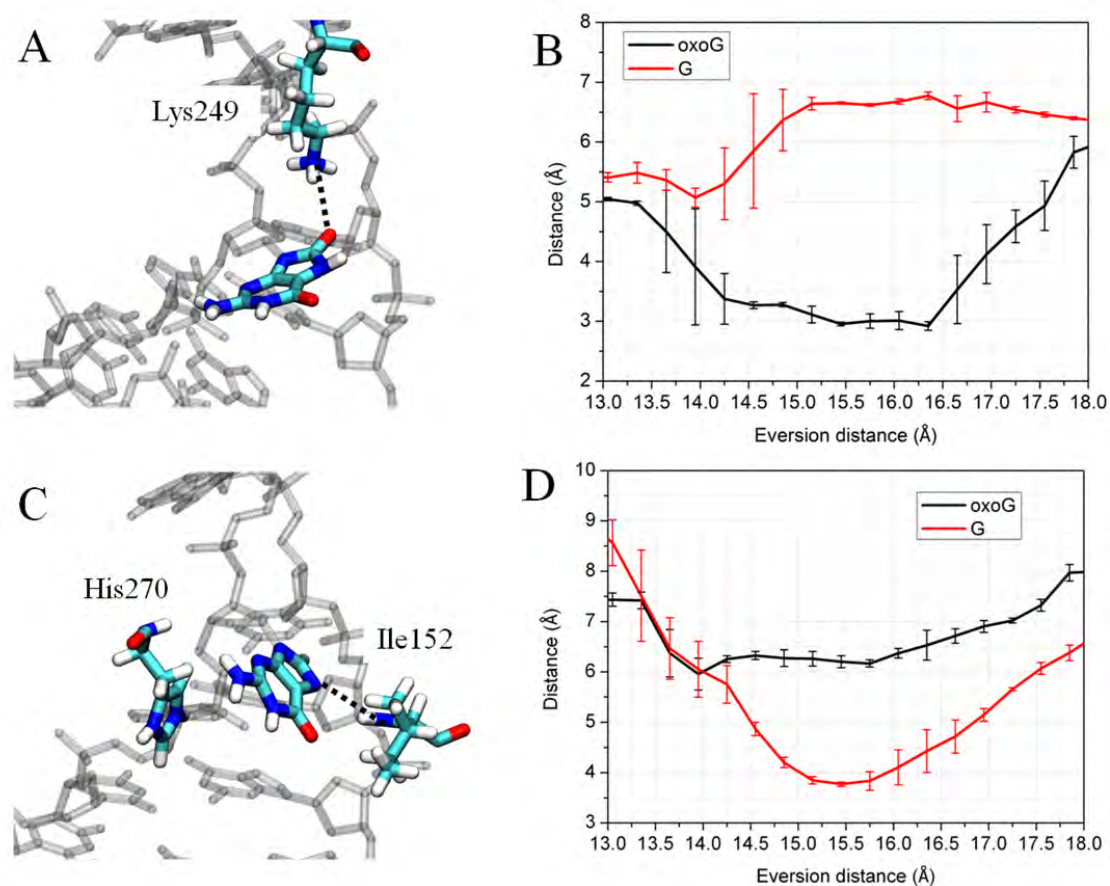 A
Lys249
B
oxoG
G
8
7
6
5
4
3
2
Distance (Å)
13.0 13.5 14.0 14.5 15.0 15.5 16.0 16.5 17.0 17.5 18.0
Eversion distance (Å)
C
His270
Ile152
D
oxoG
G
10
9
8
7
6
5
4
3
Distance (Å)
13.0 13.5 14.0 14.5 15.0 15.5 16.0 16.5 17.0 17.5 18.0
Eversion distance (Å)